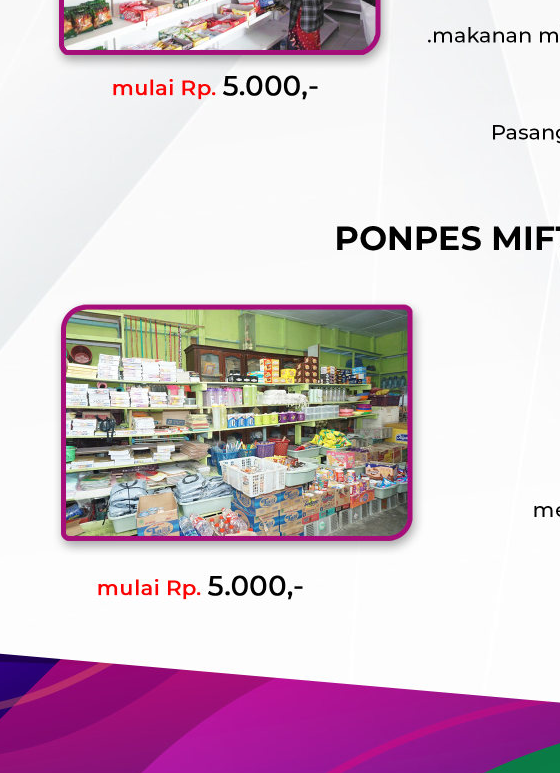 .makanan m
mulai Rp. 5.000,-
Pasang
PONPES MIFT
me
mulai Rp. 5.000,-